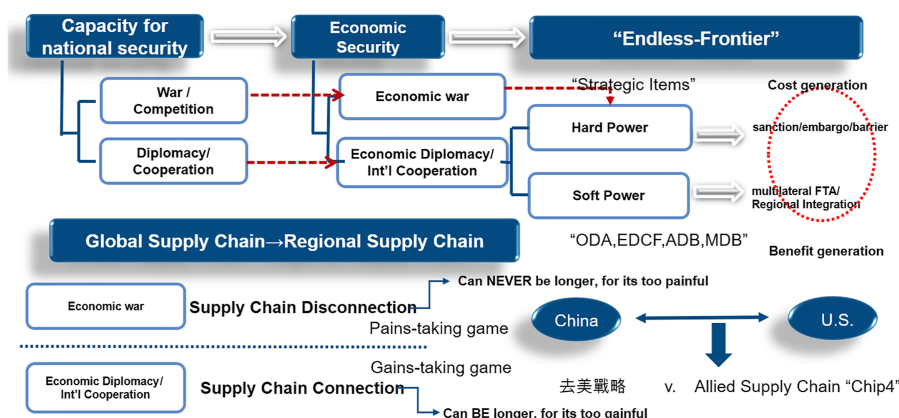 Capacity for
national security
Economic
Security
“Endless-Frontier”
War /
Competition
Economic war
“Strategic Items”
Cost generation
Hard Power
sanction/embargo/barrier
Diplomacy/
Cooperation
Economic Diplomacy/
Int’l Cooperation
Soft Power
multilateral FTA/
Regional Integration
Global Supply Chain→Regional Supply Chain
“ODA,EDCF,ADB,MDB”
Benefit generation
Can NEVER be longer, for its too painful
Economic war
Supply Chain Disconnection
Pains-taking game
China
U.S.
Gains-taking game
Economic Diplomacy/
Int’l Cooperation
Supply Chain Connection
去美戰略 v. Allied Supply Chain “Chip4”
Can BE longer, for its too gainful